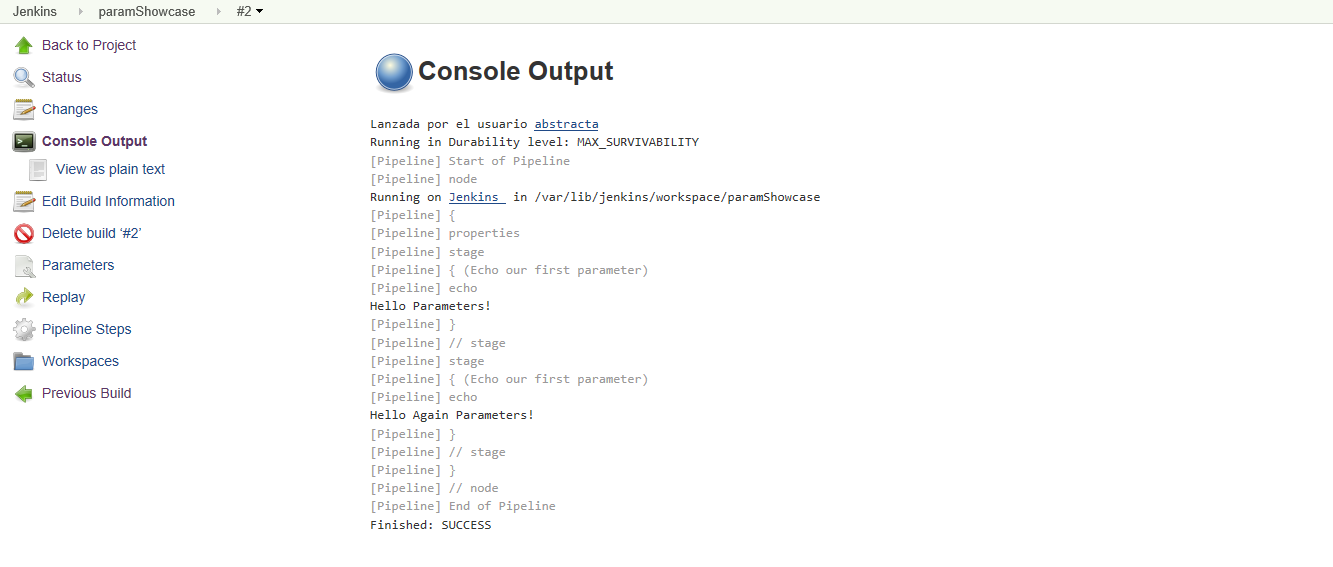 Jenkins paramShowcase #2
Back to Project
Status
Changes
Console Output
View as plain text
Edit Build Information
Delete build ‘#2’
Parameters
Replay
Pipeline Steps
Workspaces
Previous Build
Console Output
Lanzada por el usuario abstracta
Running in Durability level: MAX_SURVIVABILITY
[Pipeline] Start of Pipeline
[Pipeline] node
Running on Jenkins in /var/lib/jenkins/workspace/paramShowcase
[Pipeline] {
[Pipeline] properties
[Pipeline] stage
[Pipeline] { (Echo our first parameter)
[Pipeline] echo
Hello Parameters!
[Pipeline] }
[Pipeline] // stage
[Pipeline] stage
[Pipeline] { (Echo our first parameter)
[Pipeline] echo
Hello Again Parameters!
[Pipeline] }
[Pipeline] // stage
[Pipeline] }
[Pipeline] // node
[Pipeline] End of Pipeline
Finished: SUCCESS